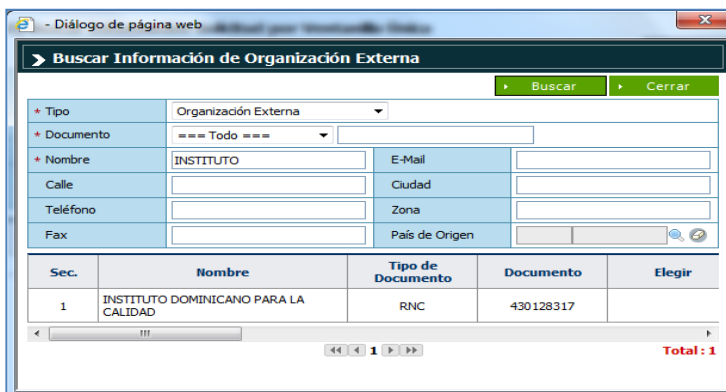 - Diálogo de página web
Buscar Información de Organización Externa
Buscar Cerrar
* Tipo Organización Externa
* Documento === Todo ===
* Nombre INSTITUTO E-Mail
Calle Ciudad
Teléfono Zona
Fax País de Origen
Sec. Nombre Tipo de Documento Documento Elegir
1 INSTITUTO DOMINICANO PARA LA CALIDAD RNC 430128317
1
Total : 1